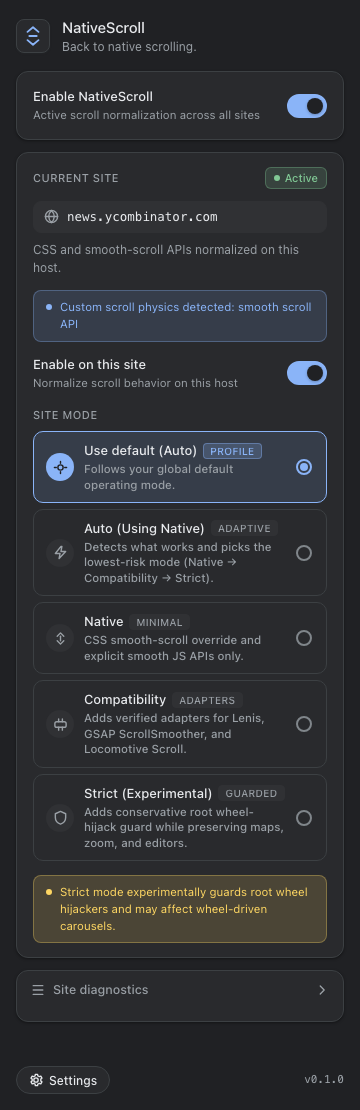 NativeScroll
Back to native scrolling.
Enable NativeScroll
Active scroll normalization across all sites
CURRENT SITE
Active
news.ycombinator.com
CSS and smooth-scroll APIs normalized on this
host.
Custom scroll physics detected: smooth scroll
API
Enable on this site
Normalize scroll behavior on this host
SITE MODE
Use default (Auto) PROFILE
Follows your global default
operating mode.
Auto (Using Native) ADAPTIVE
Detects what works and picks the
lowest-risk mode (Native →
Compatibility → Strict).
Native MINIMAL
CSS smooth-scroll override and
explicit smooth JS APIs only.
Compatibility ADAPTERS
Adds verified adapters for Lenis,
GSAP ScrollSmoother, and
Locomotive Scroll.
Strict (Experimental) GUARDED
Adds conservative root wheel-
hijack guard while preserving maps,
zoom, and editors.
Strict mode experimentally guards root wheel
hijackers and may affect wheel-driven
carousels.
Site diagnostics
Settings
v0.1.0